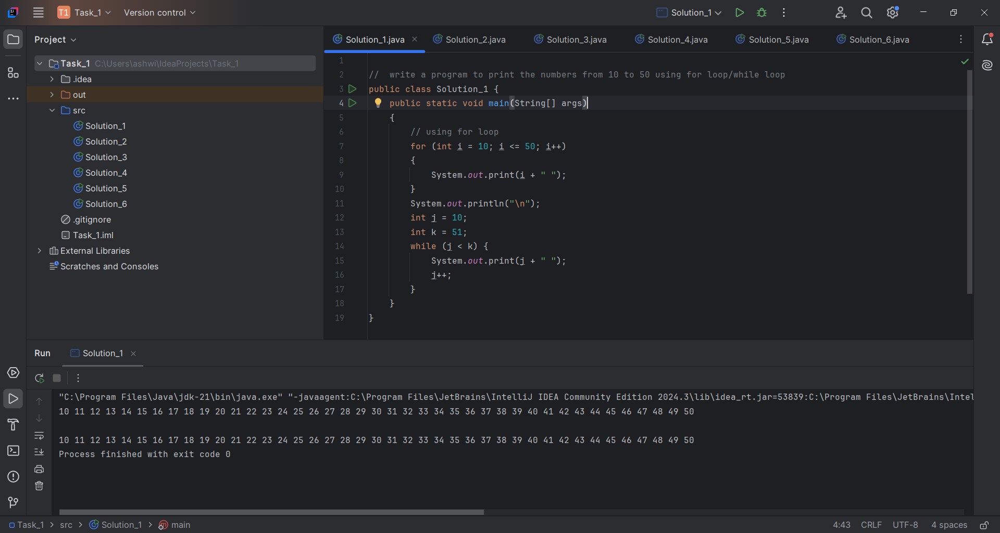 T1 Task_1 Version control Solution_1
Project
Task_1 C:\Users\ashwi\IdeaProjects\Task_1
.idea
out
src
Solution_1
Solution_2
Solution_3
Solution_4
Solution_5
Solution_6
.gitignore
Task_1.iml
External Libraries
Scratches and Consoles
Solution_1.java Solution_2.java Solution_3.java Solution_4.java Solution_5.java Solution_6.java
1
2 //  write a program to print the numbers from 10 to 50 using for loop/while loop
3 public class Solution_1 {
4     public static void main(String[] args)
5     {
6         // using for loop
7         for (int i = 10; i <= 50; i++)
8         {
9             System.out.print(i + " ");
10         }
11         System.out.println("\n");
12         int j = 10;
13         int k = 51;
14         while (j < k) {
15             System.out.print(j + " ");
16             j++;
17         }
18     }
19 }
Run Solution_1
"C:\Program Files\Java\jdk-21\bin\java.exe" "-javaagent:C:\Program Files\JetBrains\IntelliJ IDEA Community Edition 2024.3\lib\idea_rt.jar=53839:C:\Program Files\JetBrains\Intel
10 11 12 13 14 15 16 17 18 19 20 21 22 23 24 25 26 27 28 29 30 31 32 33 34 35 36 37 38 39 40 41 42 43 44 45 46 47 48 49 50
10 11 12 13 14 15 16 17 18 19 20 21 22 23 24 25 26 27 28 29 30 31 32 33 34 35 36 37 38 39 40 41 42 43 44 45 46 47 48 49 50
Process finished with exit code 0
Task_1 > src > Solution_1 > main 4:43 CRLF UTF-8 4 spaces